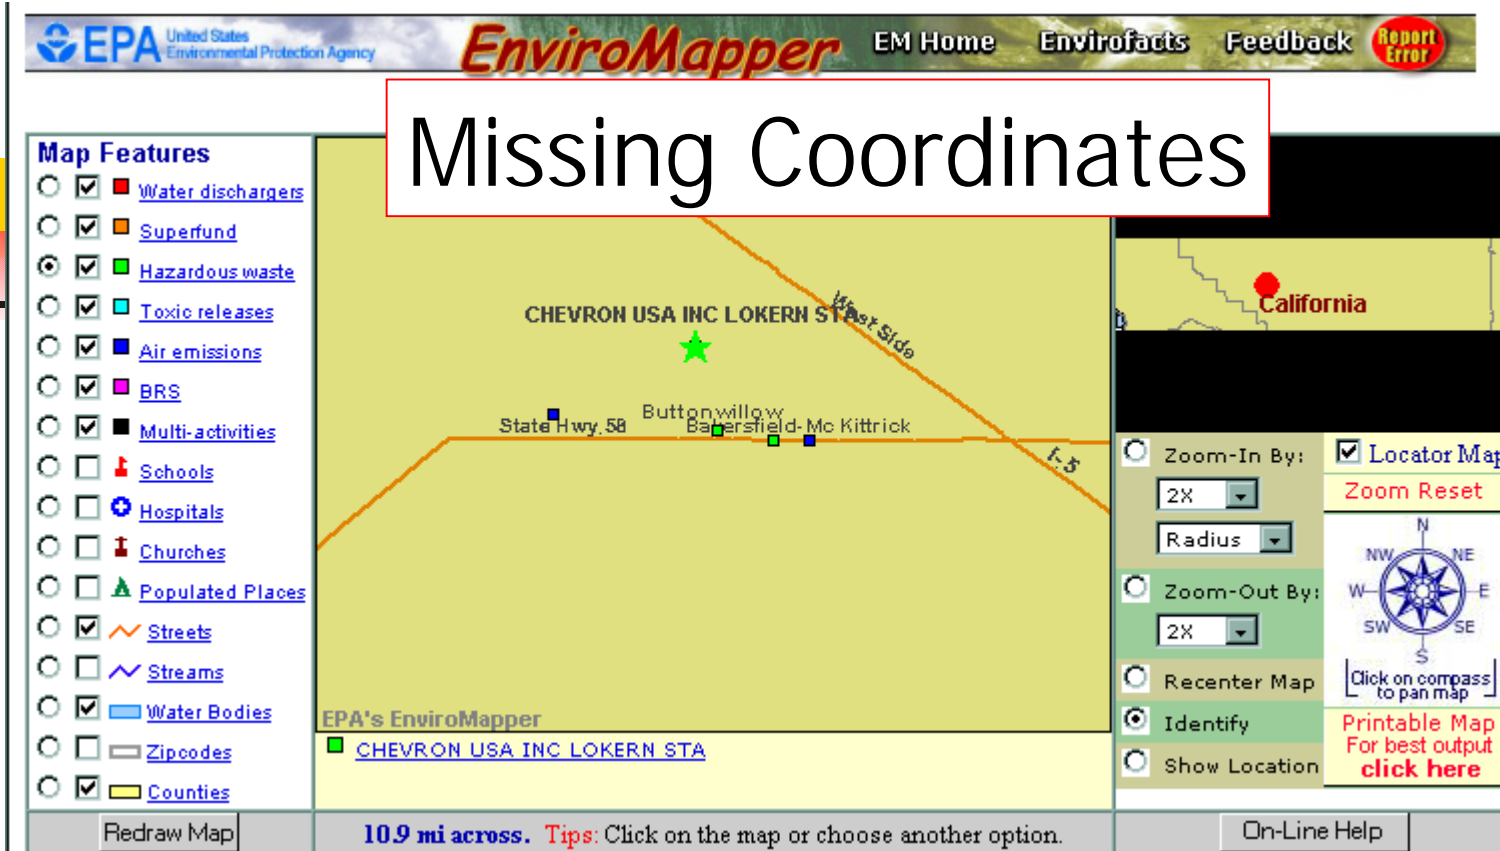 EPA United States
Environmental Protection Agency
EnviroMapper
EM Home
Envirofacts
Feedback
Report
Error
Missing Coordinates
Map Features
Water dischargers
Superfund
Hazardous waste
Toxic releases
Air emissions
BRS
Multi-activities
Schools
Hospitals
Churches
Populated Places
Streets
Streams
Water Bodies
Zipcodes
Counties
Redraw Map
CHEVRON USA INC LOKERN STA
West Side
State Hwy. 58
Buttonwillow
Bakersfield-Mc Kittrick
I-5
EPA's EnviroMapper
CHEVRON USA INC LOKERN STA
10.9 mi across. Tips: Click on the map or choose another option.
California
Zoom-In By:
2X
Radius
Zoom-Out By:
2X
Recenter Map
Identify
Show Location
Locator Map
Zoom Reset
N
NW
NE
W
E
SW
SE
S
Click on compass
to pan map
Printable Map
For best output
click here
On-Line Help